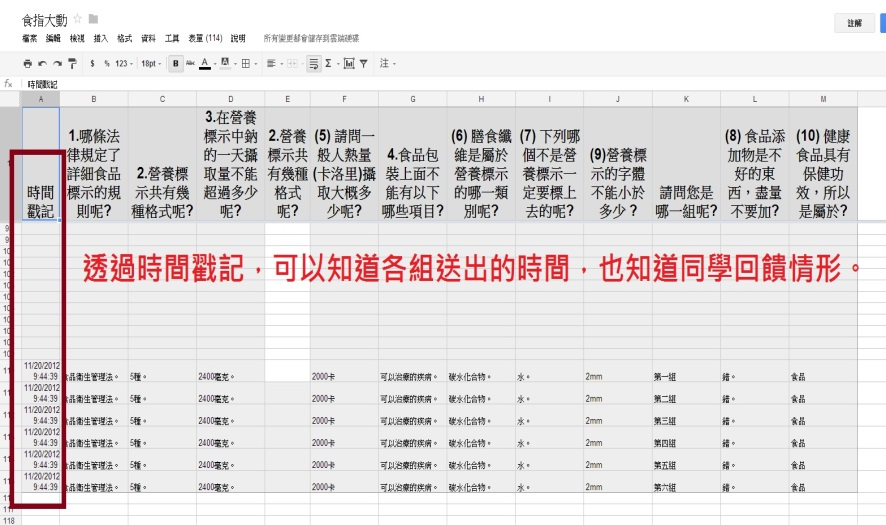 食指大動
檔案 編輯 檢視 插入 格式 資料 工具 表單 (114) 說明 所有變更都會儲存到雲端硬碟
註解
$ % 123 18pt B Abc A A Σ 注
fx 時間戳記
A B C D E F G H I J K L M
時間戳記
1.哪條法律規定了詳細食品標示的規則呢?
2.營養標示共有幾種格式呢?
3.在營養標示中鈉的一天攝取量不能超過多少呢?
2.營養標示共有幾種格式呢?
(5) 請問一般人熱量(卡洛里)攝取大概多少呢?
4.食品包裝上面不能有以下哪些項目?
(6) 膳食纖維是屬於營養標示的哪一類別呢?
(7) 下列哪個不是營養標示一定要標上去的呢?
(9)營養標示的字體不能小於多少？
請問您是哪一組呢?
(8) 食品添加物是不好的東西，盡量不要加?
(10) 健康食品具有保健功效，所以是屬於?
透過時間戳記，可以知道各組送出的時間，也知道同學回饋情形。
11/20/2012
9:44:39 食品衛生管理法。 5種。 2400毫克。 2000卡 可以治療的疾病。 碳水化合物。 水。 2mm 第一組 錯。 食品
11/20/2012
9:44:39 食品衛生管理法。 5種。 2400毫克。 2000卡 可以治療的疾病。 碳水化合物。 水。 2mm 第二組 錯。 食品
11/20/2012
9:44:39 食品衛生管理法。 5種。 2400毫克。 2000卡 可以治療的疾病。 碳水化合物。 水。 2mm 第三組 錯。 食品
11/20/2012
9:44:39 食品衛生管理法。 5種。 2400毫克。 2000卡 可以治療的疾病。 碳水化合物。 水。 2mm 第四組 錯。 食品
11/20/2012
9:44:39 食品衛生管理法。 5種。 2400毫克。 2000卡 可以治療的疾病。 碳水化合物。 水。 2mm 第五組 錯。 食品
11/20/2012
9:44:39 食品衛生管理法。 5種。 2400毫克。 2000卡 可以治療的疾病。 碳水化合物。 水。 2mm 第六組 錯。 食品
118